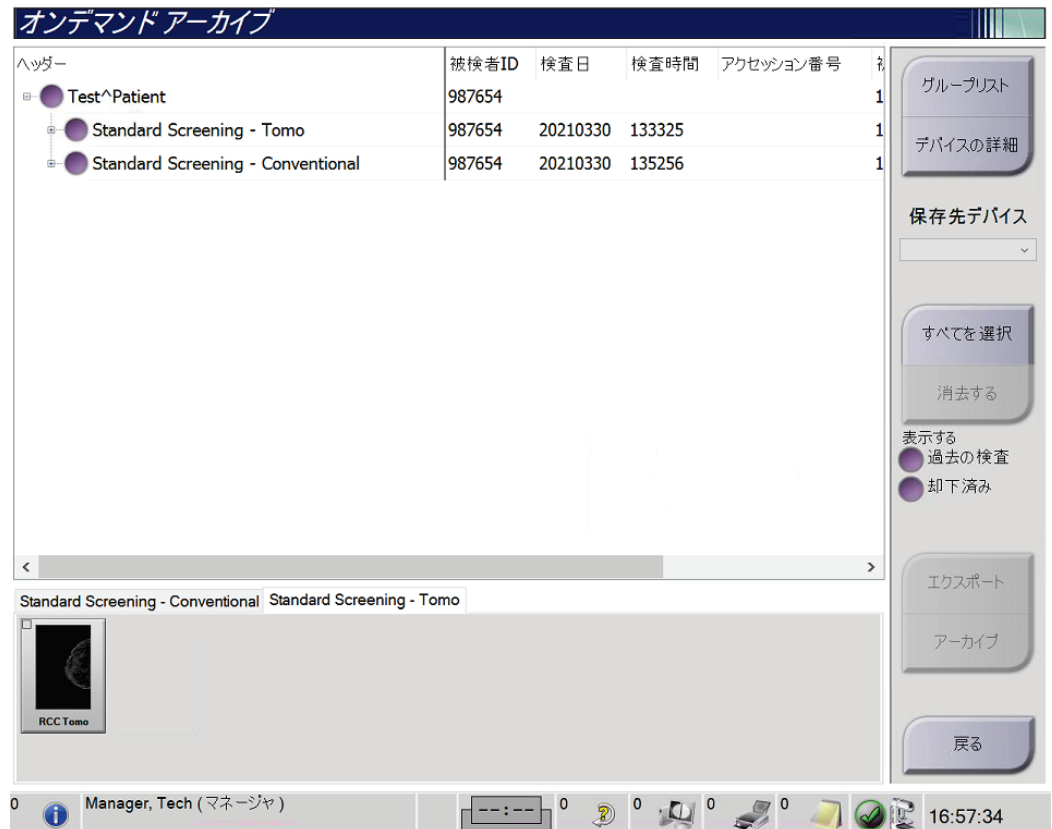 オンデマンド アーカイブ
ヘッダー 被検者ID 検査日 検査時間 アクセッション番号
Test^Patient 987654 1
Standard Screening - Tomo 987654 20210330 133325 1
Standard Screening - Conventional 987654 20210330 135256 1
グループリスト
デバイスの詳細
保存先デバイス
すべてを選択
消去する
表示する
過去の検査
却下済み
エクスポート
アーカイブ
戻る
Standard Screening - Conventional Standard Screening - Tomo
RCC Tomo
0 Manager, Tech (マネージャ) --:-- 0 0 0 0 16:57:34